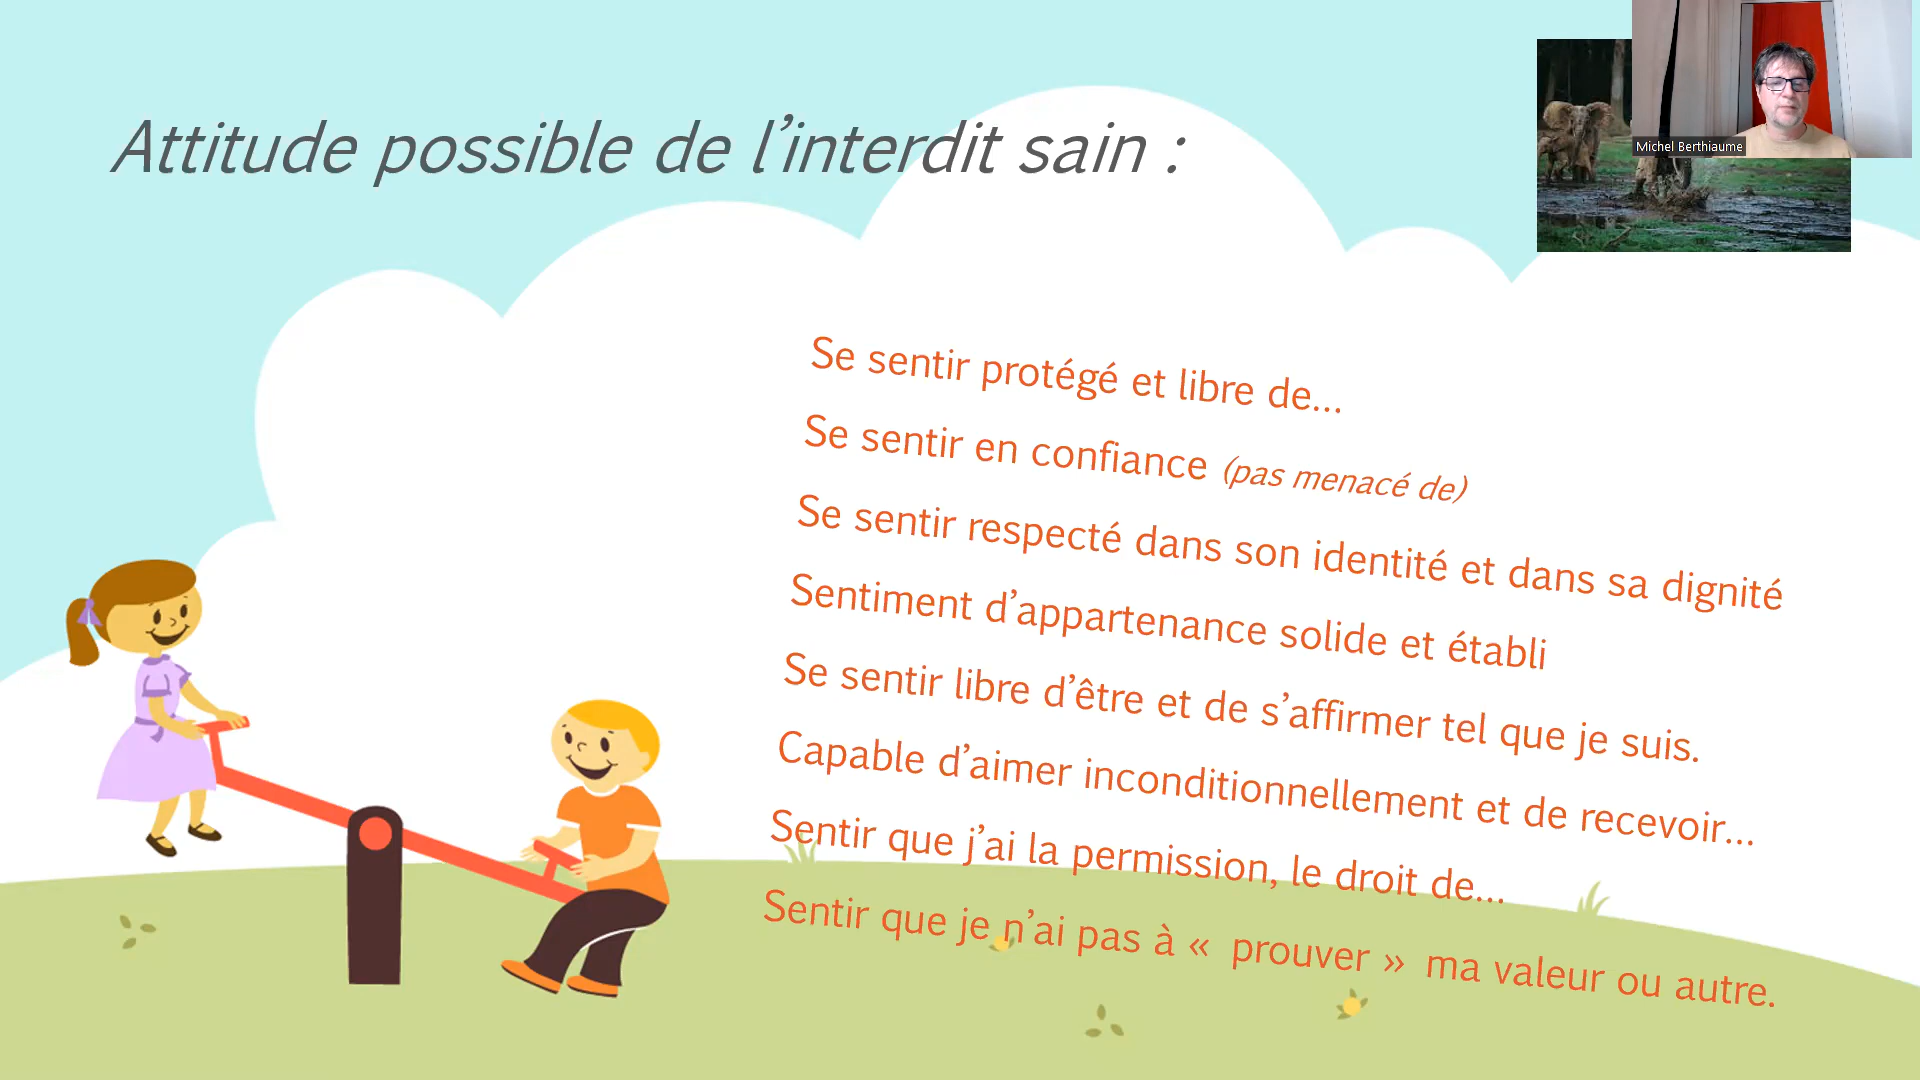 Attitude possible de l’interdit sain :
Michel Berthiaume
Se sentir protégé et libre de...
Se sentir en confiance (pas menacé de)
Se sentir respecté dans son identité et dans sa dignité
Sentiment d’appartenance solide et établi
Se sentir libre d’être et de s’affirmer tel que je suis.
Capable d’aimer inconditionnellement et de recevoir...
Sentir que j’ai la permission, le droit de...
Sentir que je n’ai pas à «  prouver »  ma valeur ou autre.